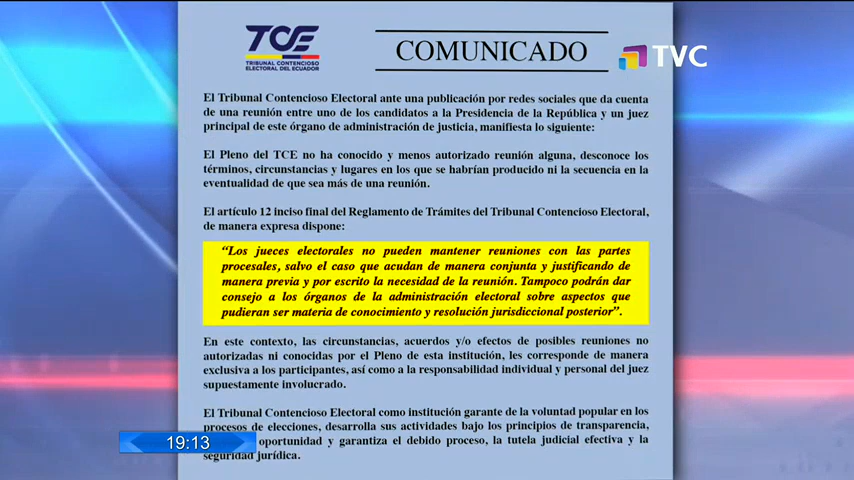 TCE
TRIBUNAL CONTENCIOSO
ELECTORAL DEL ECUADOR
COMUNICADO
TVC
El Tribunal Contencioso Electoral ante una publicación por redes sociales que da cuenta
de una reunión entre uno de los candidatos a la Presidencia de la República y un juez
principal de este órgano de administración de justicia, manifiesta lo siguiente:
El Pleno del TCE no ha conocido y menos autorizado reunión alguna, desconoce los
términos, circunstancias y lugares en los que se habrían producido ni la secuencia en la
eventualidad de que sea más de una reunión.
El artículo 12 inciso final del Reglamento de Trámites del Tribunal Contencioso Electoral,
de manera expresa dispone:
“Los jueces electorales no pueden mantener reuniones con las partes
procesales, salvo el caso que acudan de manera conjunta y justificando de
manera previa y por escrito la necesidad de la reunión. Tampoco podrán dar
consejo a los órganos de la administración electoral sobre aspectos que
pudieran ser materia de conocimiento y resolución jurisdiccional posterior”.
En este contexto, las circunstancias, acuerdos y/o efectos de posibles reuniones no
autorizadas ni conocidas por el Pleno de esta institución, les corresponde de manera
exclusiva a los participantes, así como a la responsabilidad individual y personal del juez
supuestamente involucrado.
El Tribunal Contencioso Electoral como institución garante de la voluntad popular en los
procesos de elecciones, desarrolla sus actividades bajo los principios de transparencia,
oportunidad y garantiza el debido proceso, la tutela judicial efectiva y la
seguridad jurídica.
19:13